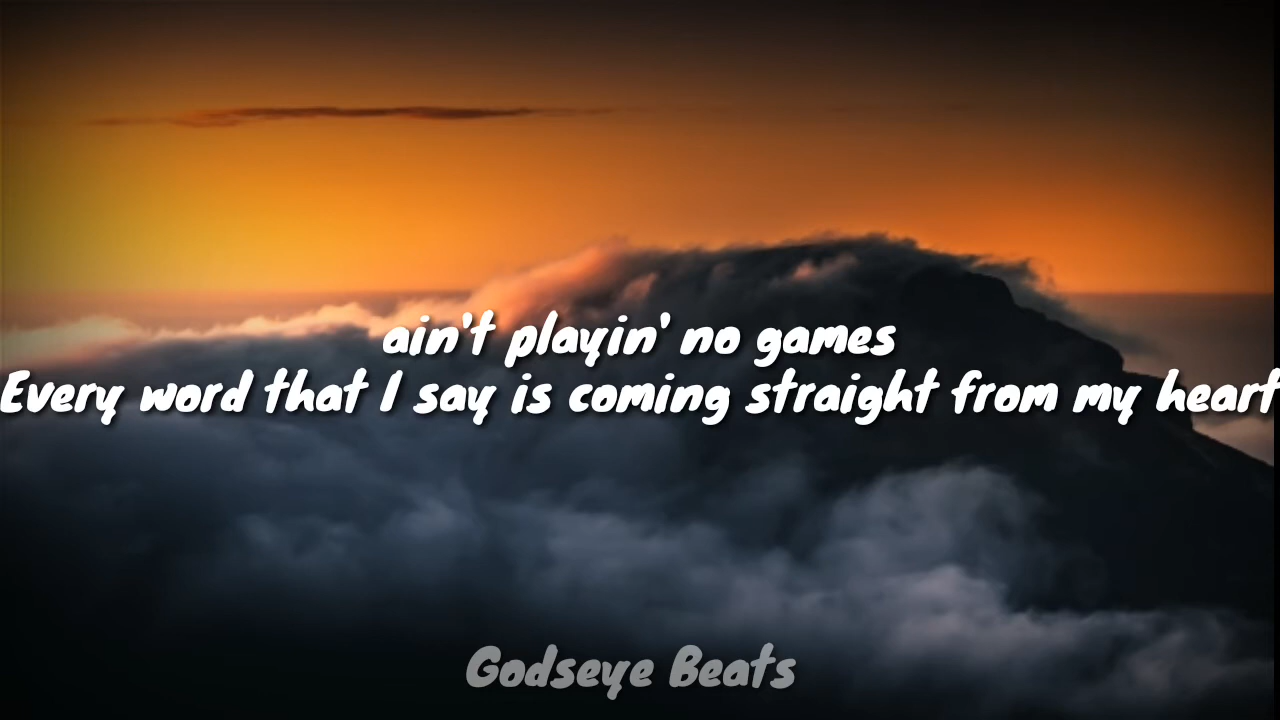 ain't playin' no games
Every word that I say is coming straight from my heart
Godseye Beats